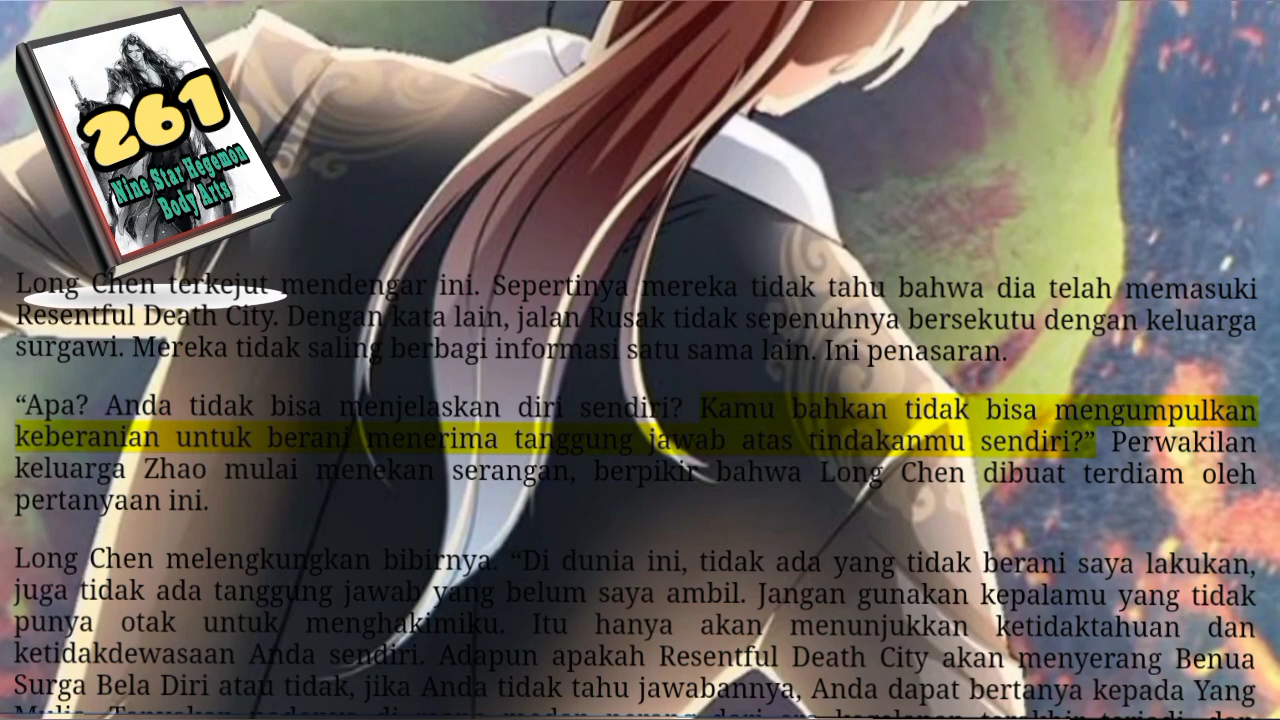 261
Nine Star Hegemon
Body Arts
Long Chen terkejut mendengar ini. Sepertinya mereka tidak tahu bahwa dia telah memasuki
Resentful Death City. Dengan kata lain, jalan Rusak tidak sepenuhnya bersekutu dengan keluarga
surgawi. Mereka tidak saling berbagi informasi satu sama lain. Ini penasaran.
“Apa? Anda tidak bisa menjelaskan diri sendiri? Kamu bahkan tidak bisa mengumpulkan
keberanian untuk berani menerima tanggung jawab atas tindakanmu sendiri?” Perwakilan
keluarga Zhao mulai menekan serangan, berpikir bahwa Long Chen dibuat terdiam oleh
pertanyaan ini.
Long Chen melengkungkan bibirnya. “Di dunia ini, tidak ada yang tidak berani saya lakukan,
juga tidak ada tanggung jawab yang belum saya ambil. Jangan gunakan kepalamu yang tidak
punya otak untuk menghakimiku. Itu hanya akan menunjukkan ketidaktahuan dan
ketidakdewasaan Anda sendiri. Adapun apakah Resentful Death City akan menyerang Benua
Surga Bela Diri atau tidak, jika Anda tidak tahu jawabannya, Anda dapat bertanya kepada Yang